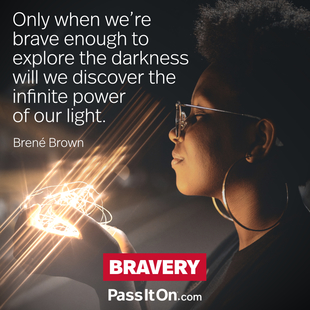 Only when we’re
brave enough to
explore the darkness
will we discover the
infinite power
of our light.
Brené Brown
BRAVERY
PassItOn.com